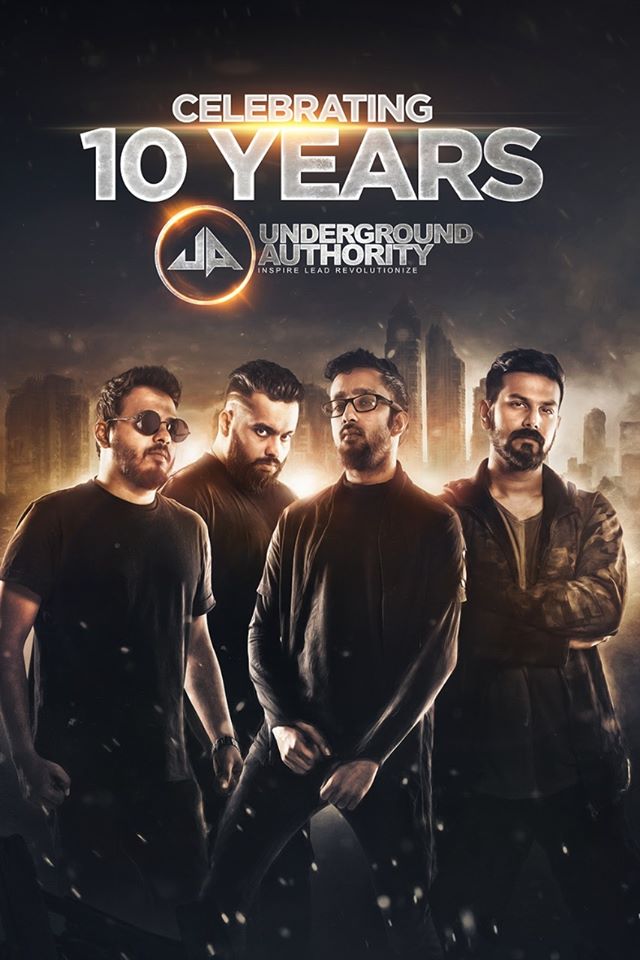 CELEBRATING
10 YEARS
UA
UNDERGROUND
AUTHORITY
INSPIRE LEAD REVOLUTIONIZE